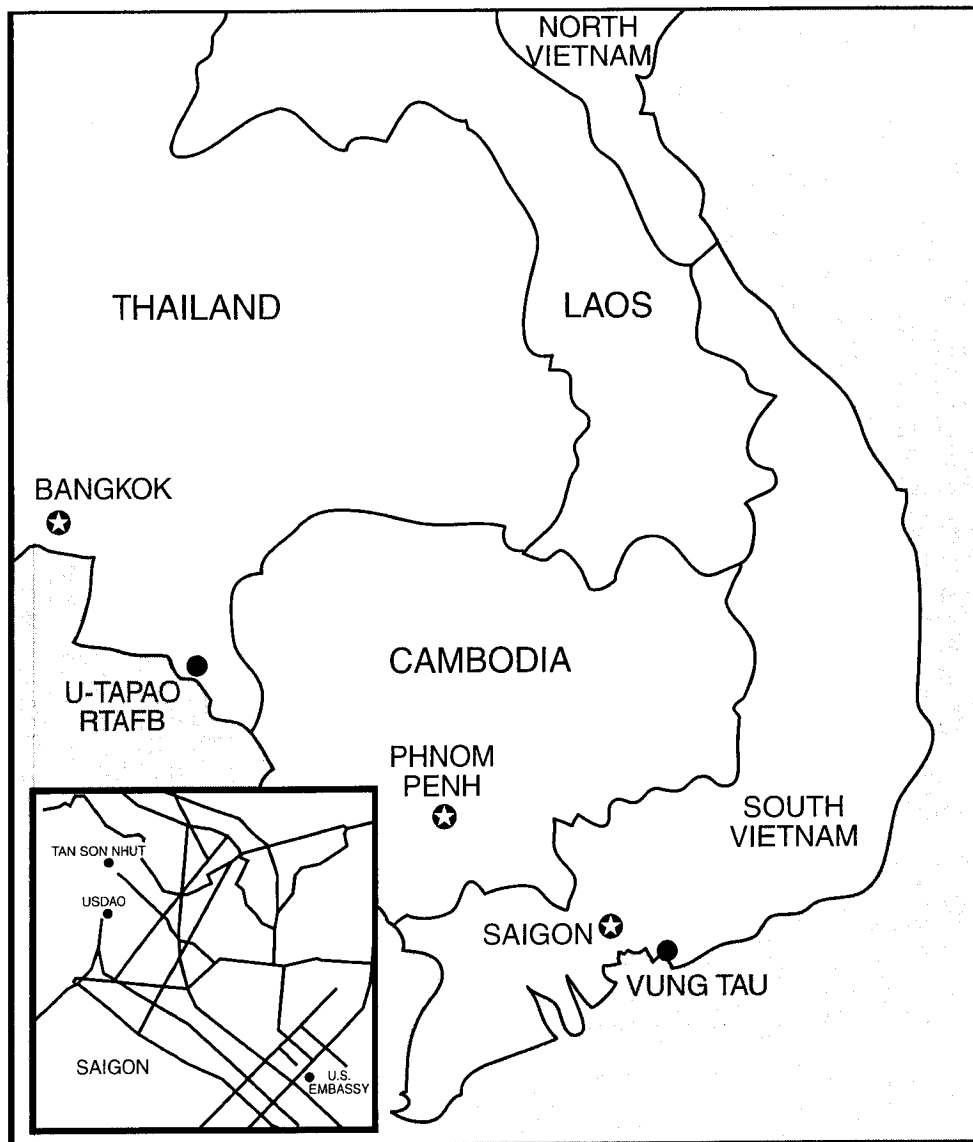 NORTH
VIETNAM
THAILAND
LAOS
BANGKOK
CAMBODIA
U-TAPAO
RTAFB
PHNOM
PENH
SOUTH
VIETNAM
SAIGON
VUNG TAU
TAN SON NHUT
USDAO
SAIGON
U.S.
EMBASSY